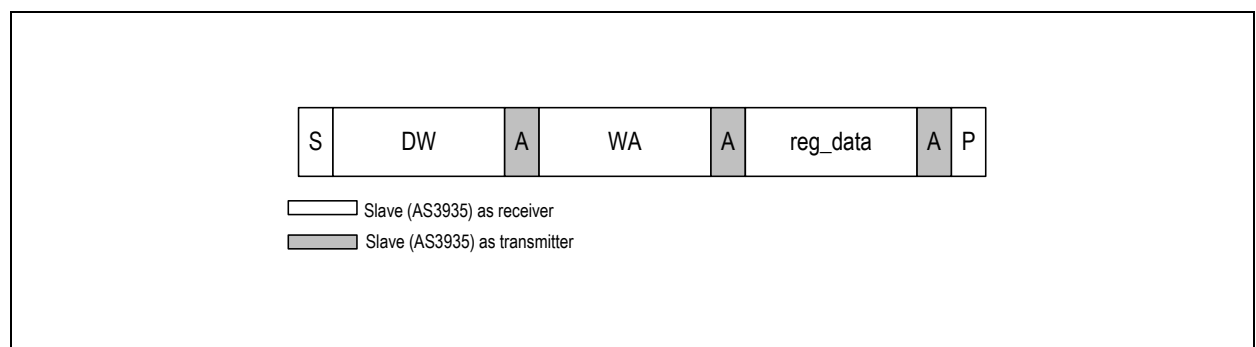 S DW A WA A reg_data A P
Slave (AS3935) as receiver
Slave (AS3935) as transmitter